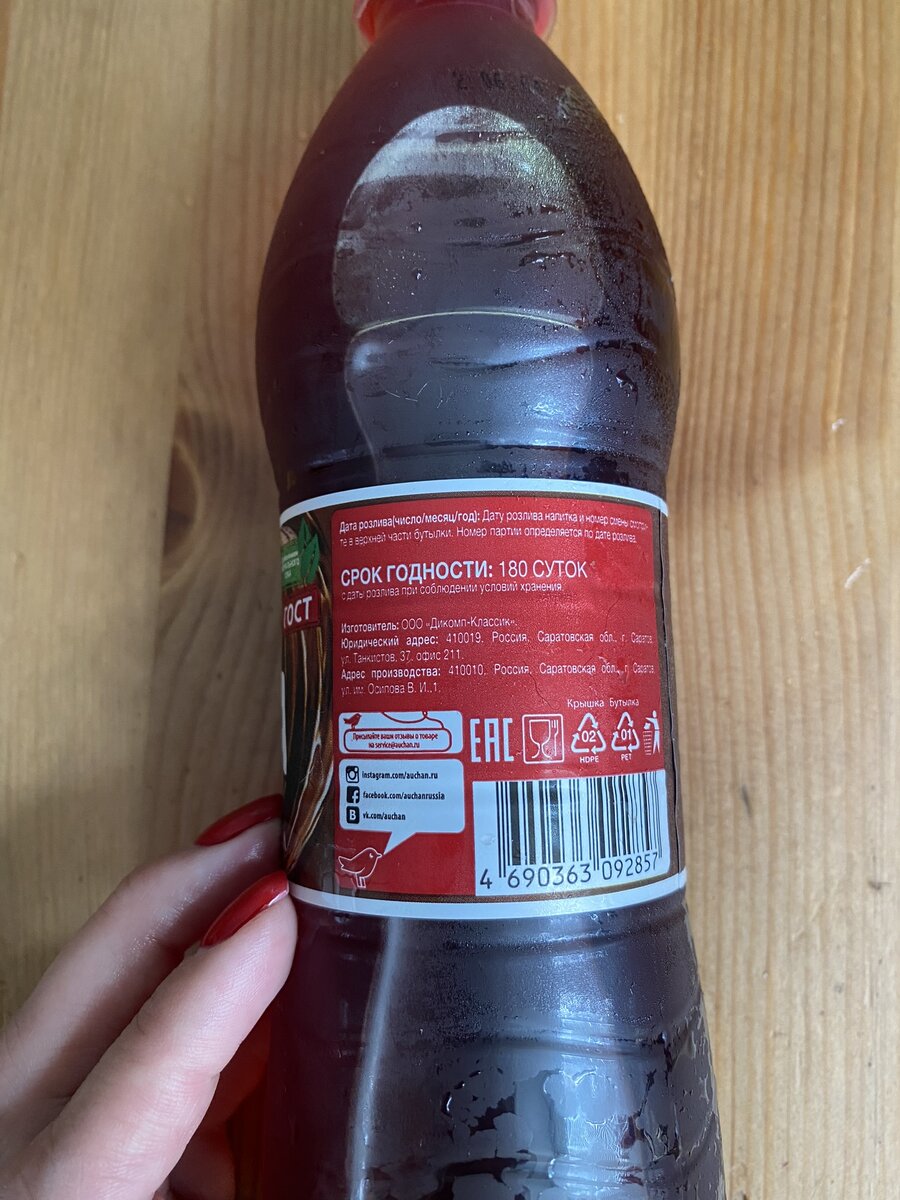 2 06
Дата розлива(число/месяц/год): Дату розлива напитка и номер смены смотри-
те в верхней части бутылки. Номер партии определяется по дате розлива.
СРОК ГОДНОСТИ: 180 СУТОК
с даты розлива при соблюдении условий хранения.
ГОСТ
Изготовитель: ООО «Дикомп-Классик».
Юридический адрес: 410019, Россия, Саратовская обл., г. Саратов,
ул. Танкистов, 37, офис 211.
Адрес производства: 410010, Россия, Саратовская обл., г. Саратов,
ул. им. Осипова В. И.,1.
Крышка Бутылка
Присылайте ваши отзывы о товаре
на service@auchan.ru
EAC
02
01
HDPE
PET
instagram.com/auchan.ru
facebook.com/auchanrussia
vk.com/auchan
4 690363 092857